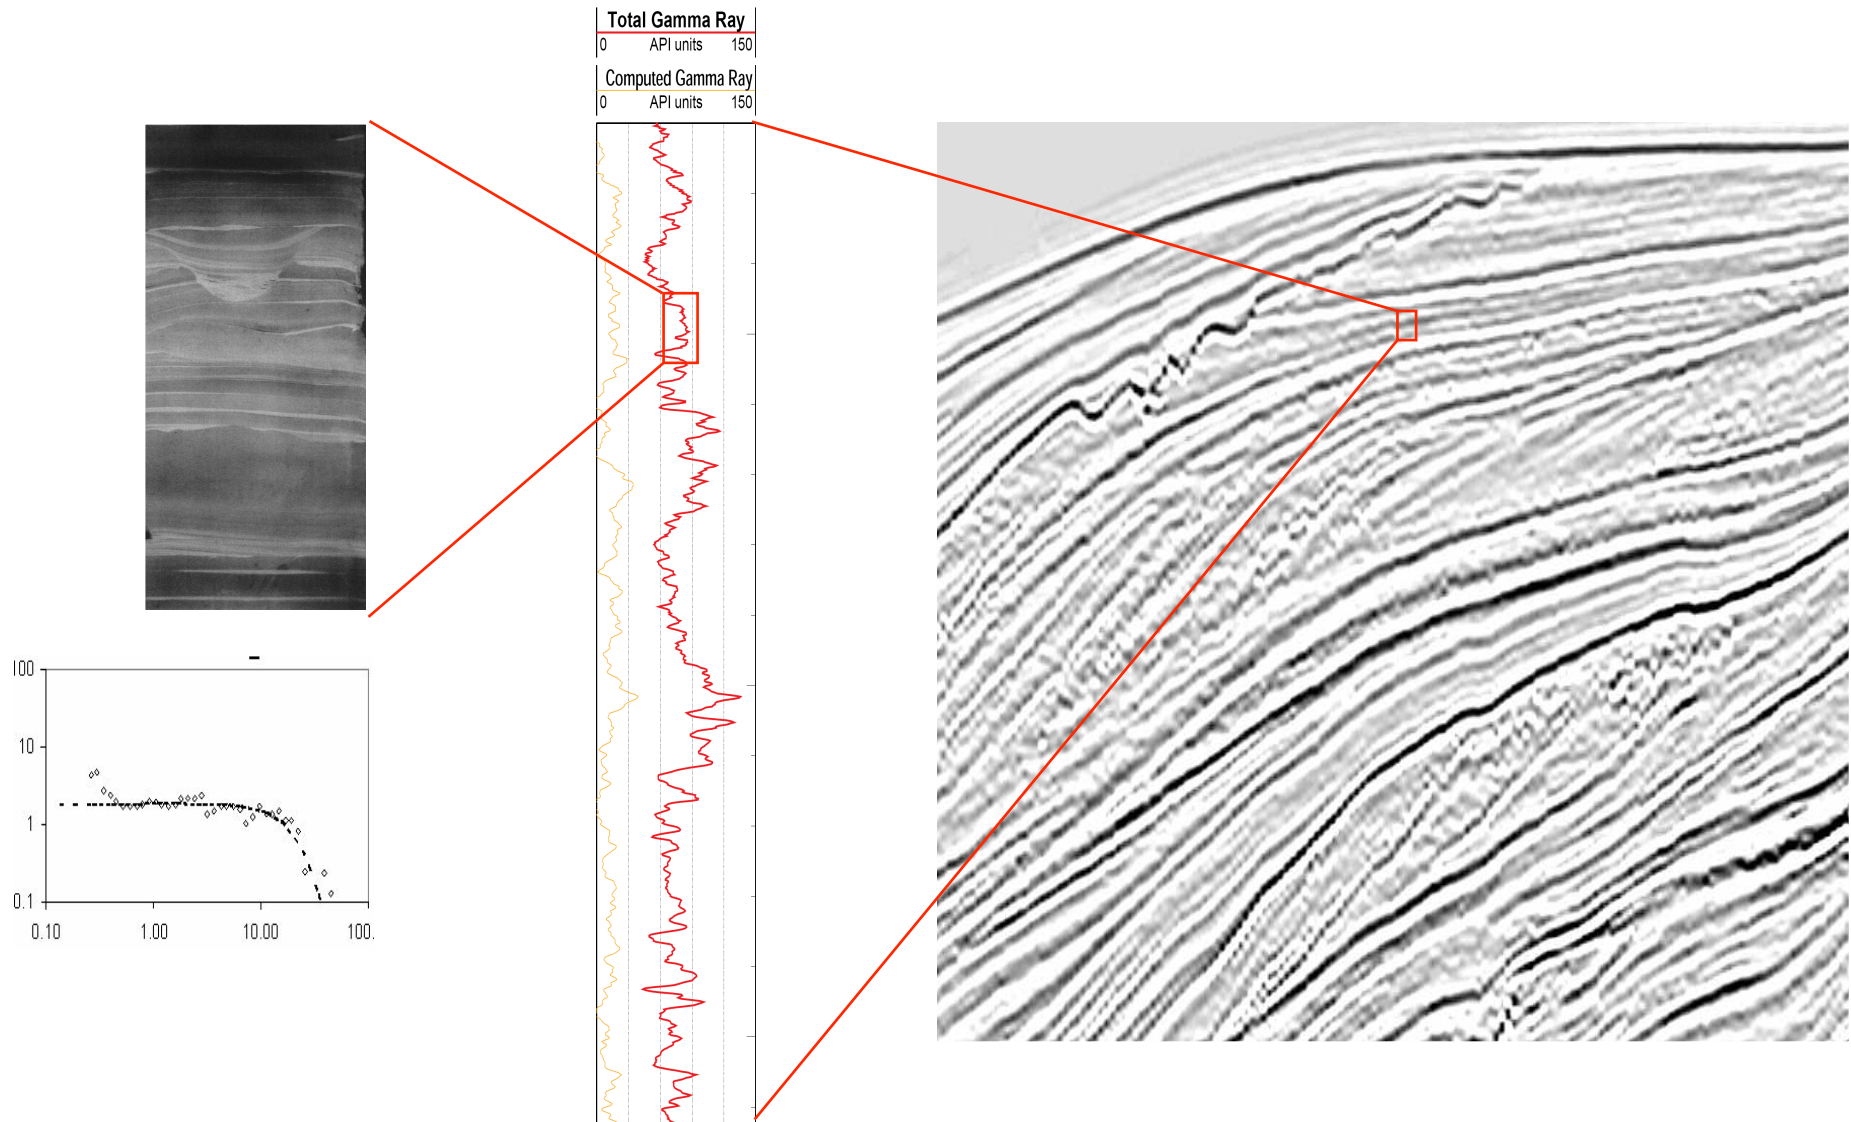 Total Gamma Ray
0 API units 150
Computed Gamma Ray
0 API units 150
100
10
1
0.1
0.10 1.00 10.00 100.